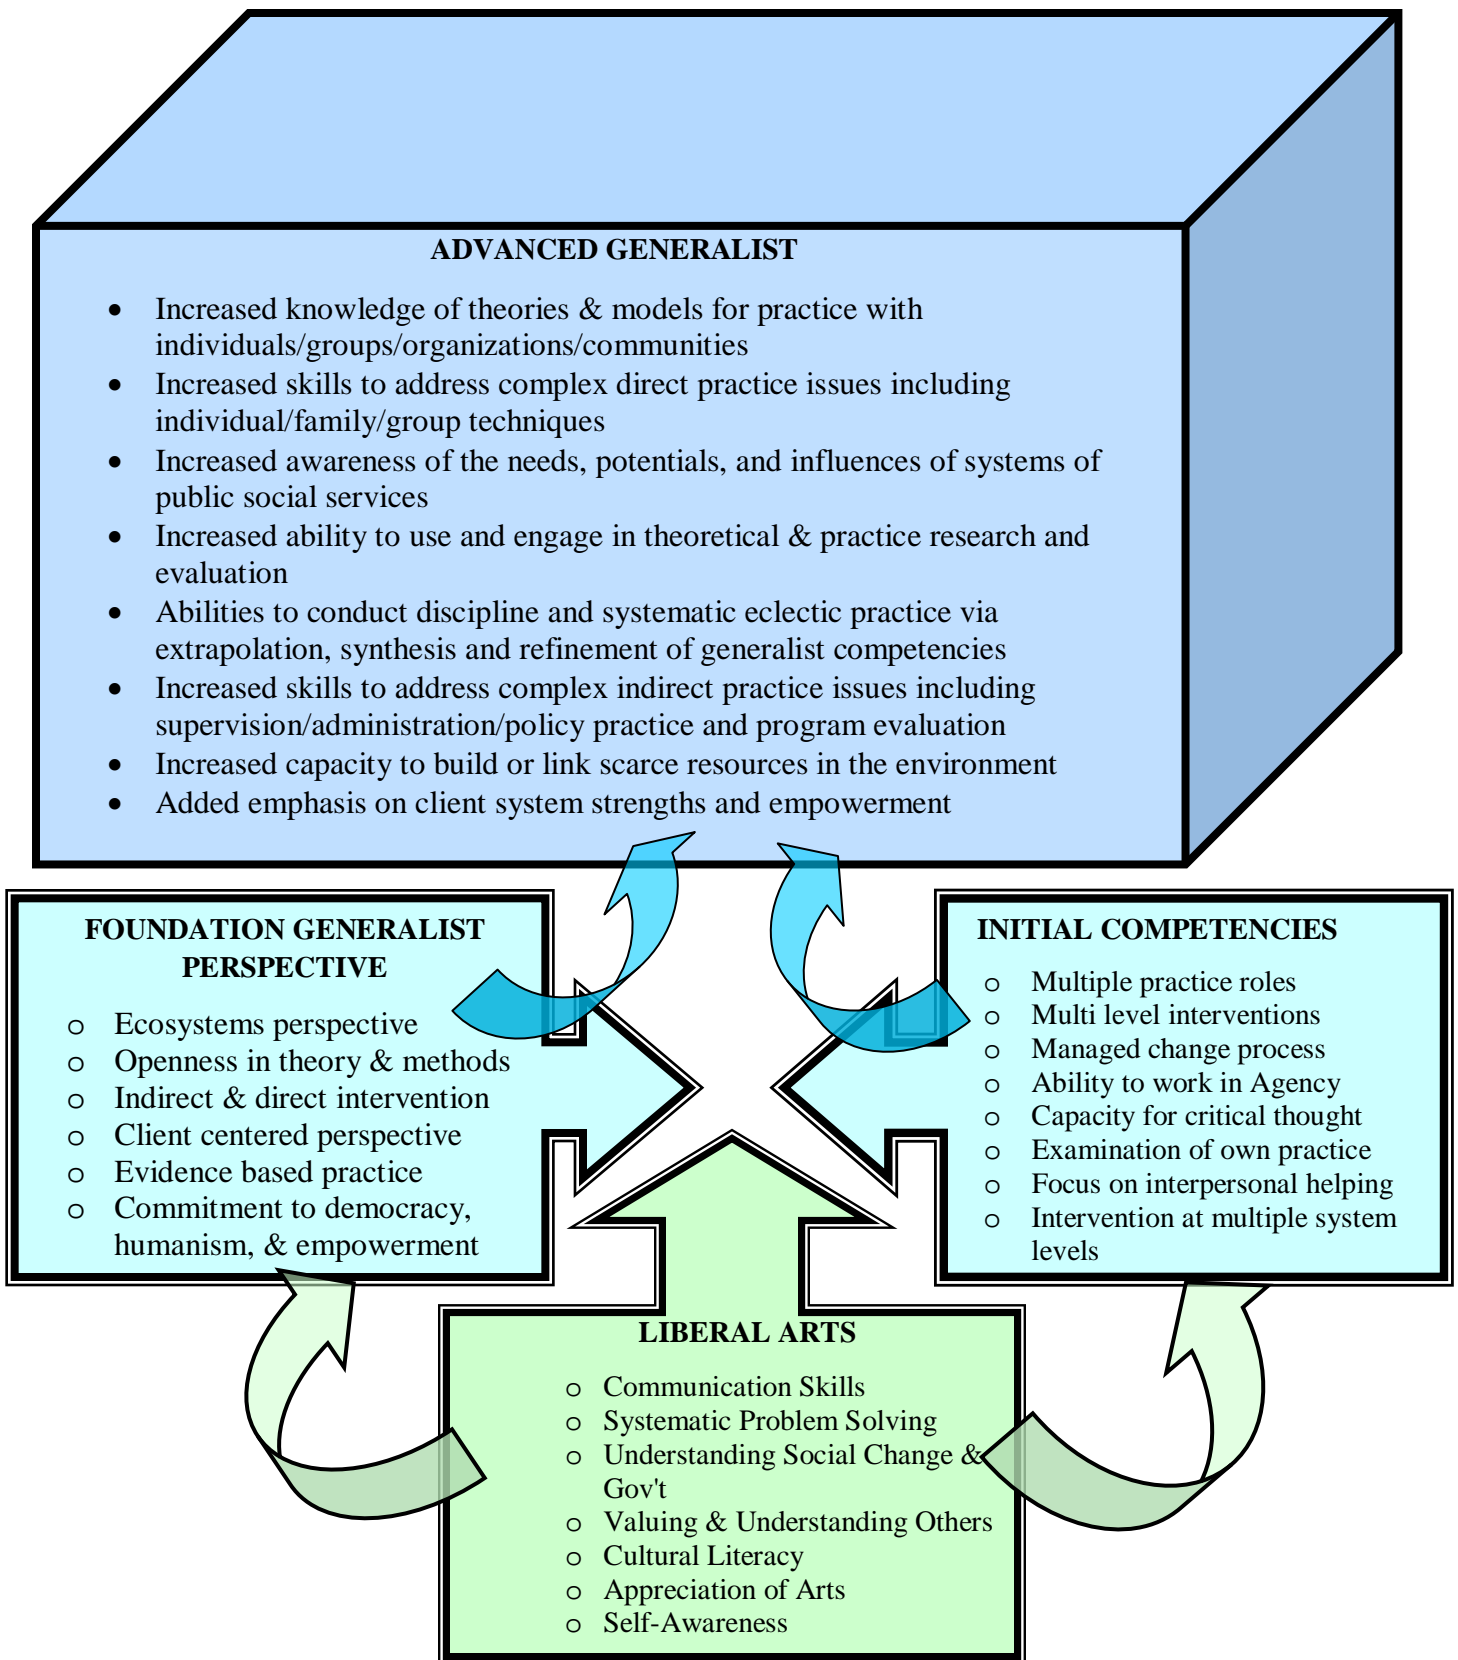 ADVANCED GENERALIST
• Increased knowledge of theories & models for practice with
individuals/groups/organizations/communities
• Increased skills to address complex direct practice issues including
individual/family/group techniques
• Increased awareness of the needs, potentials, and influences of systems of
public social services
• Increased ability to use and engage in theoretical & practice research and
evaluation
• Abilities to conduct discipline and systematic eclectic practice via
extrapolation, synthesis and refinement of generalist competencies
• Increased skills to address complex indirect practice issues including
supervision/administration/policy practice and program evaluation
• Increased capacity to build or link scarce resources in the environment
• Added emphasis on client system strengths and empowerment
FOUNDATION GENERALIST
PERSPECTIVE
o Ecosystems perspective
o Openness in theory & methods
o Indirect & direct intervention
o Client centered perspective
o Evidence based practice
o Commitment to democracy,
humanism, & empowerment
INITIAL COMPETENCIES
o Multiple practice roles
o Multi level interventions
o Managed change process
o Ability to work in Agency
o Capacity for critical thought
o Examination of own practice
o Focus on interpersonal helping
o Intervention at multiple system
levels
LIBERAL ARTS
o Communication Skills
o Systematic Problem Solving
o Understanding Social Change &
Gov't
o Valuing & Understanding Others
o Cultural Literacy
o Appreciation of Arts
o Self-Awareness